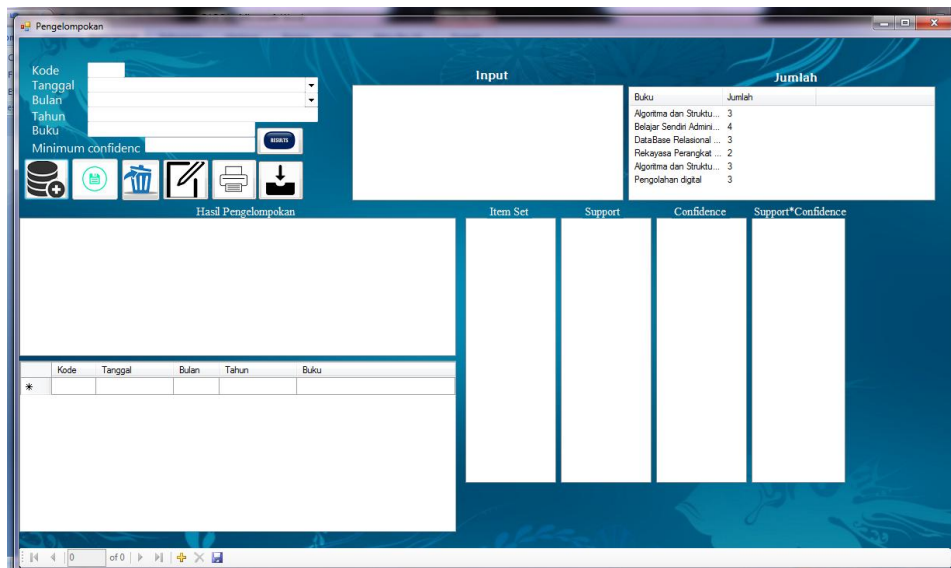 Pengelompokan
Kode
Tanggal
Bulan
Tahun
Buku
Minimum confidenc
RESULTS
Input
Jumlah
Buku Jumlah
Algoritma dan Struktu... 3
Belajar Sendiri Admini... 4
DataBase Relasional ... 3
Rekayasa Perangkat ... 2
Algoritma dan Struktu... 3
Pengolahan digital 3
Hasil Pengelompokan
Item Set Support Confidence Support*Confidence
Kode Tanggal Bulan Tahun Buku
0 of 0